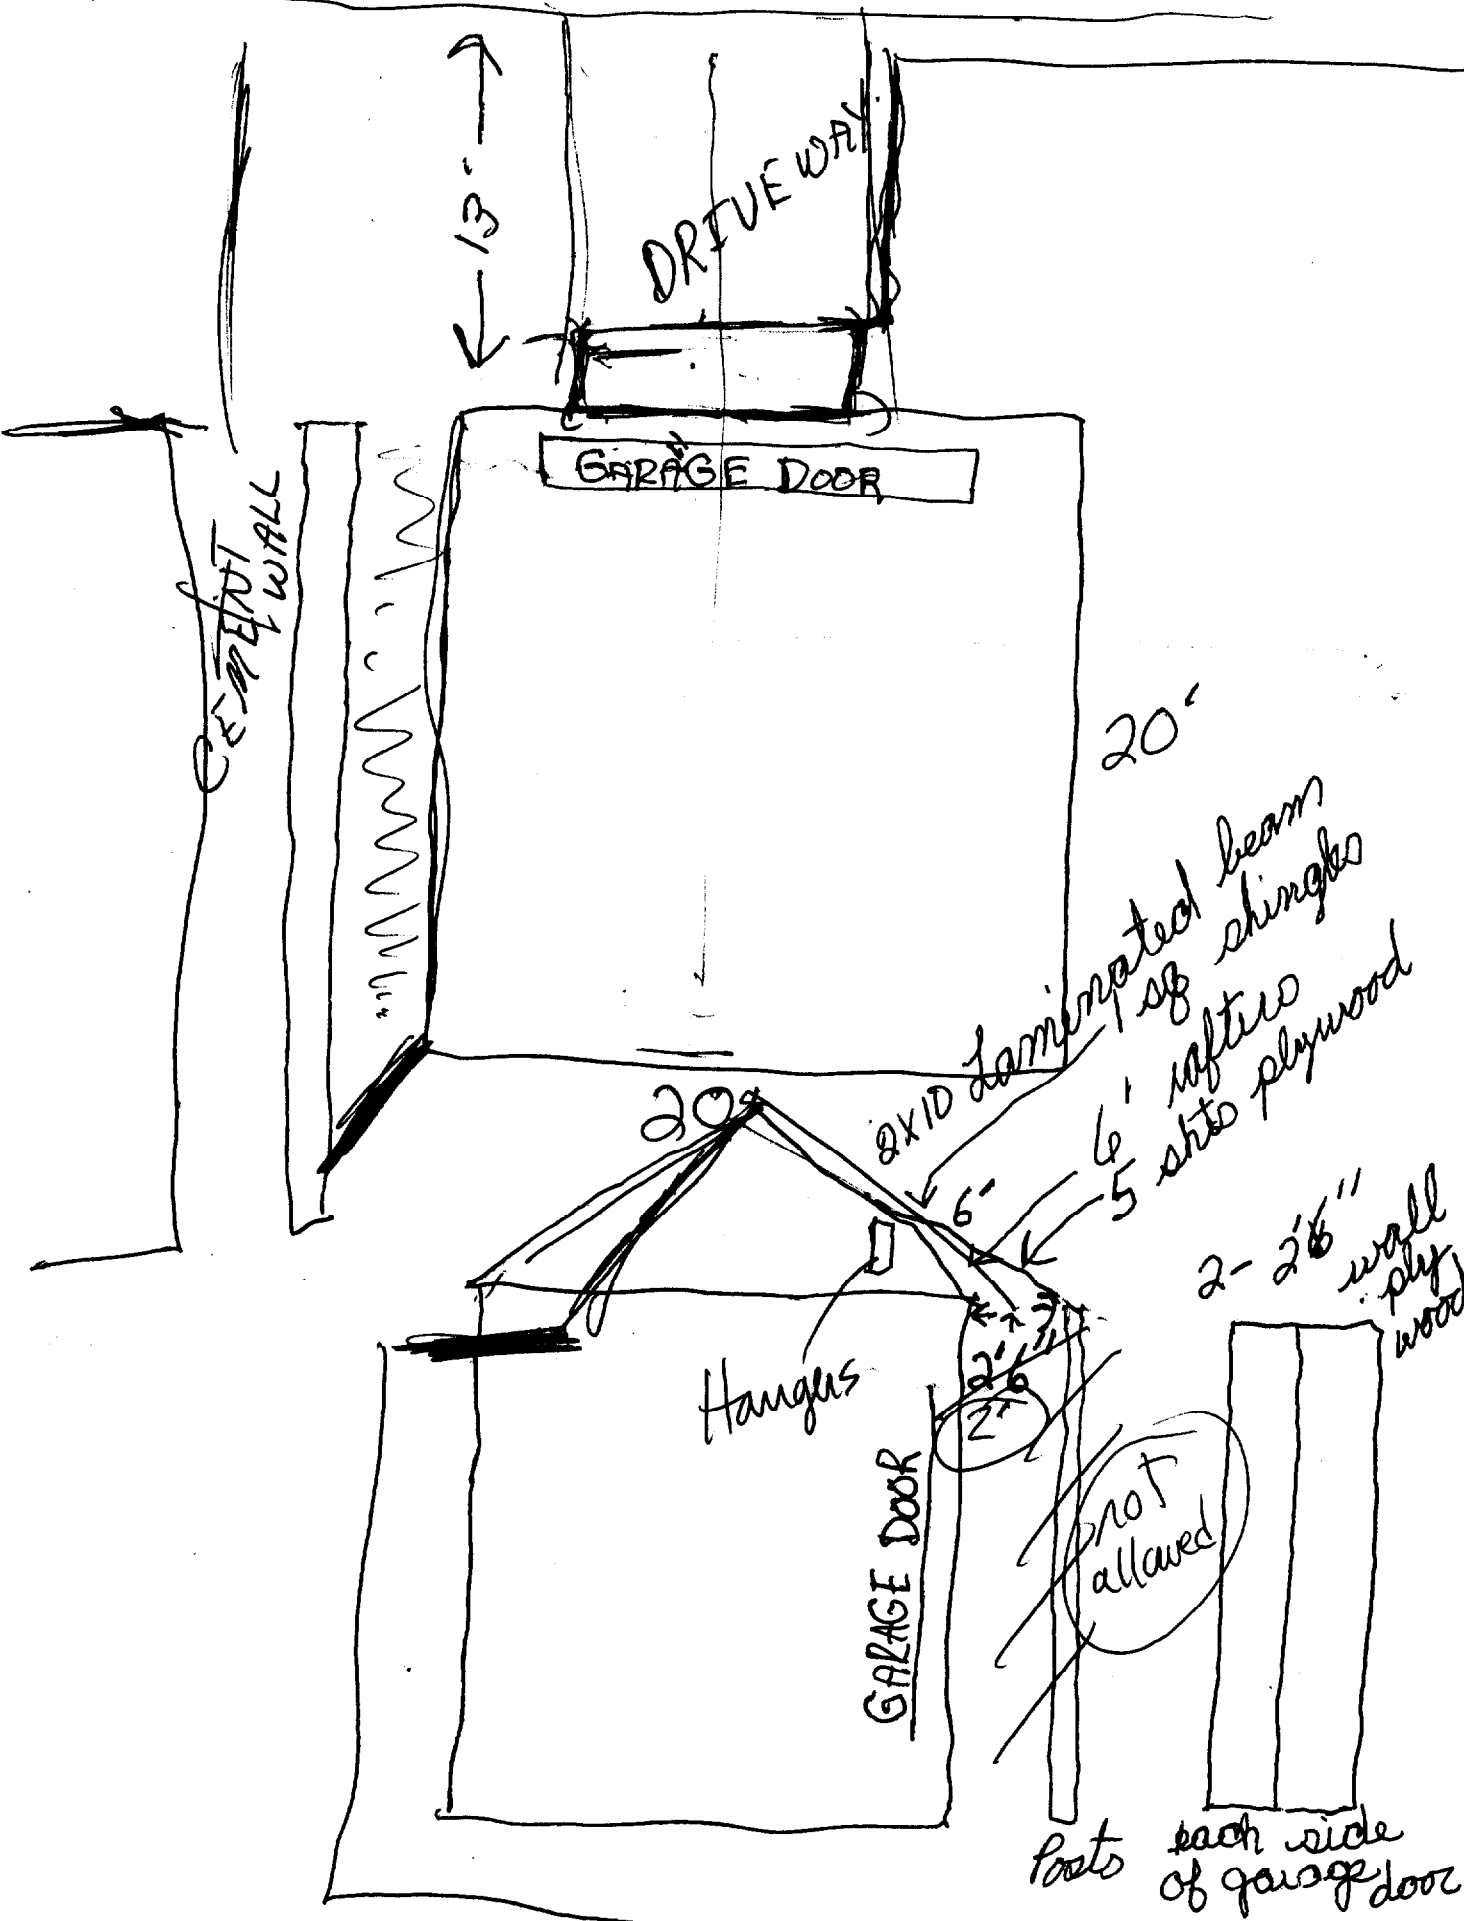 13'
DRIVEWAY
GARAGE DOOR
CEMENT
WALL
20'
2x10 Laminated beam
1 sq shingles
6' rafters
5 shts plywood
20'
6"
2- 2'6" wall
ply
wood
Hangers
2'6"
2'
GARAGE DOOR
not
allowed
Posts
each side
of garage
door